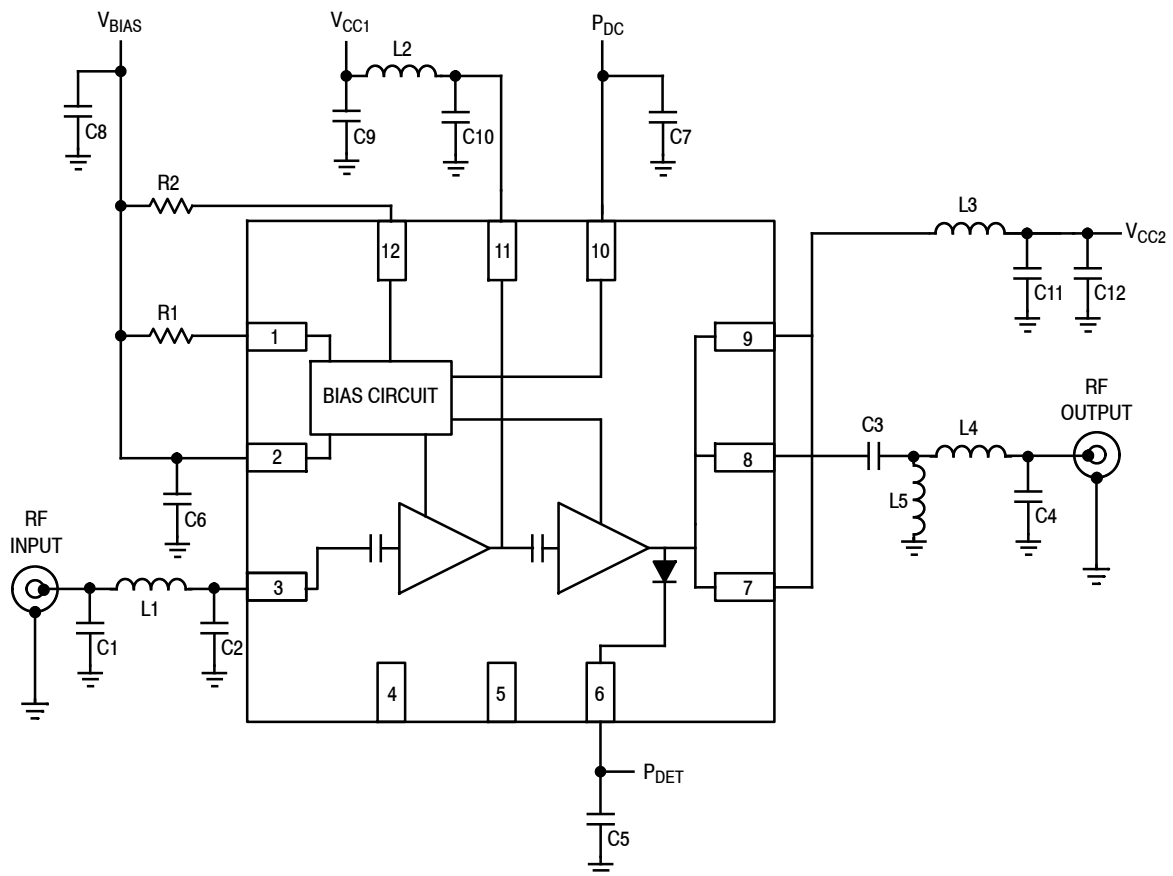 VBIAS
VCC1
PDC
L2
C8
C9
C10
C7
R2
L3
VCC2
12
11
10
C11
C12
R1
1
9
BIAS CIRCUIT
RF
OUTPUT
C3
L4
2
8
L5
C4
C6
RF
INPUT
3
7
L1
C1
C2
4
5
6
PDET
C5